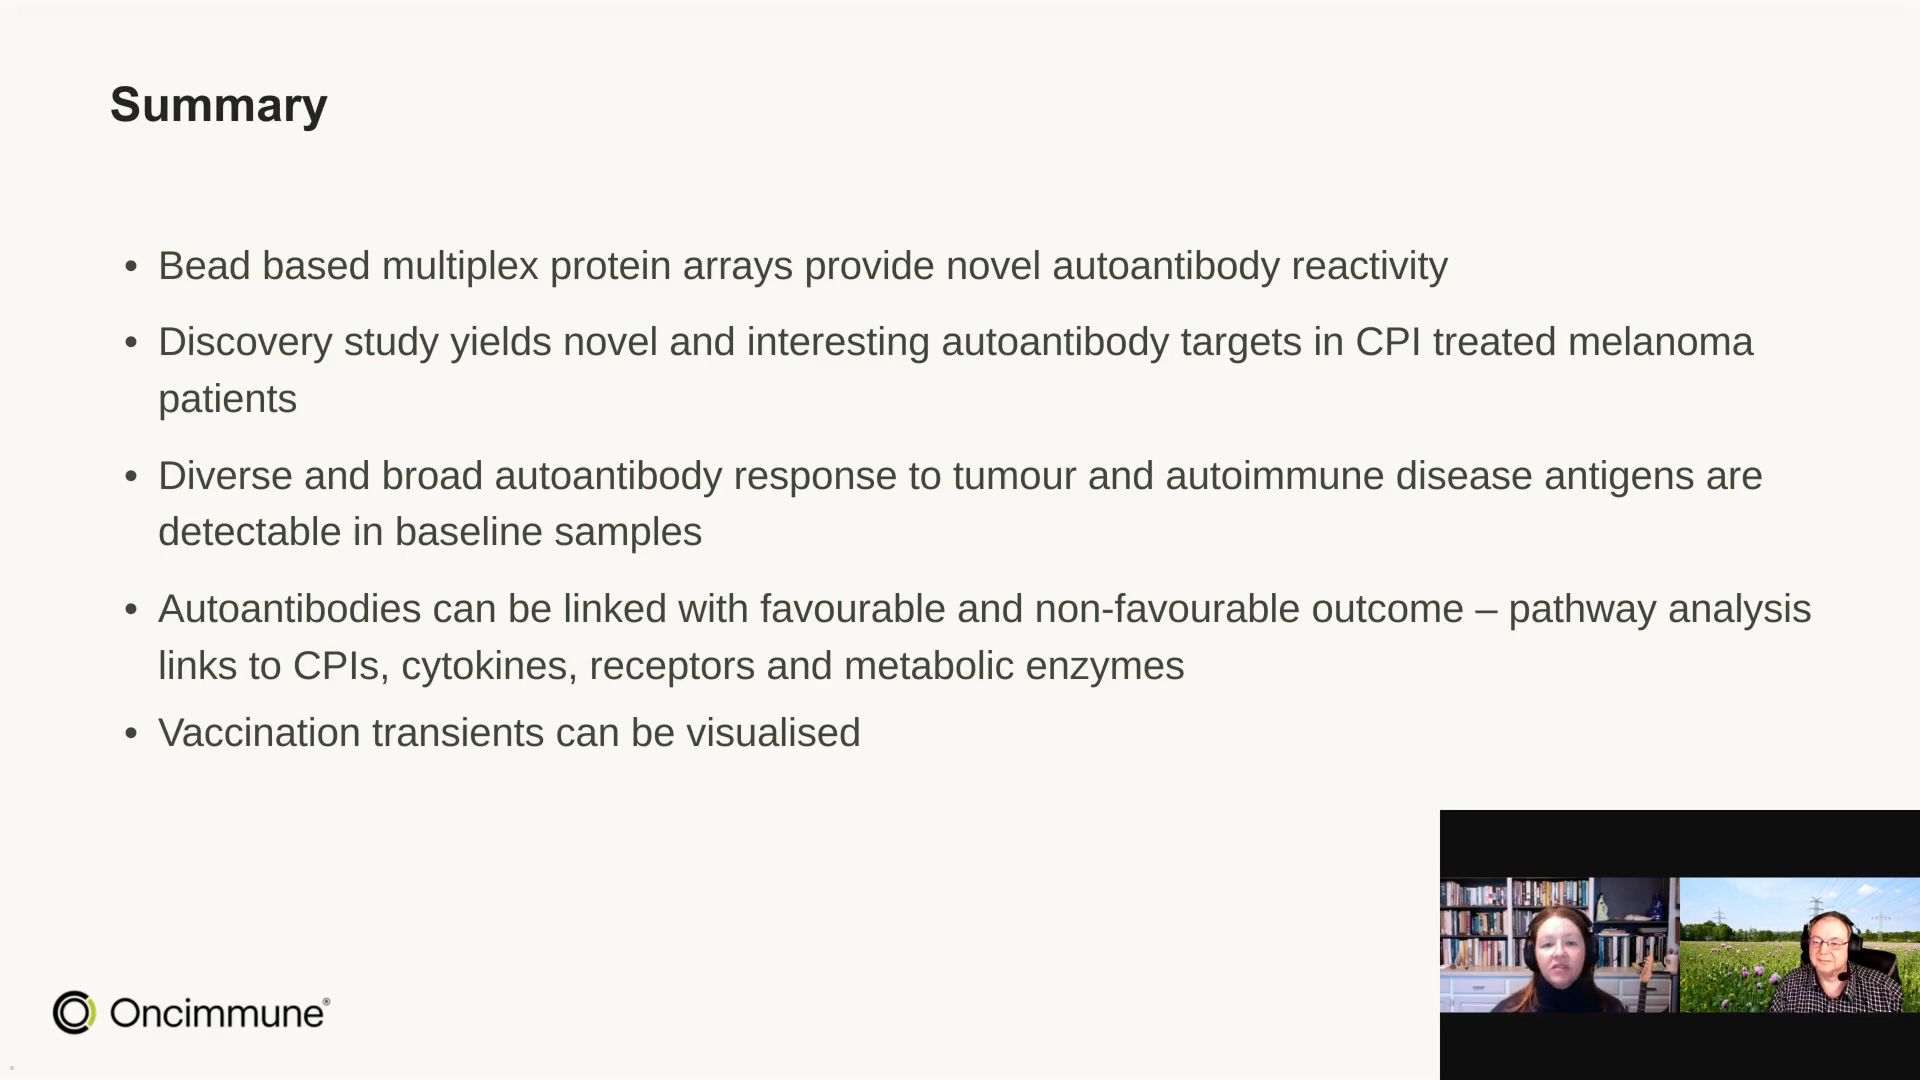 Summary
• Bead based multiplex protein arrays provide novel autoantibody reactivity
• Discovery study yields novel and interesting autoantibody targets in CPI treated melanoma
patients
• Diverse and broad autoantibody response to tumour and autoimmune disease antigens are
detectable in baseline samples
• Autoantibodies can be linked with favourable and non-favourable outcome – pathway analysis
links to CPIs, cytokines, receptors and metabolic enzymes
• Vaccination transients can be visualised
Oncimmune®